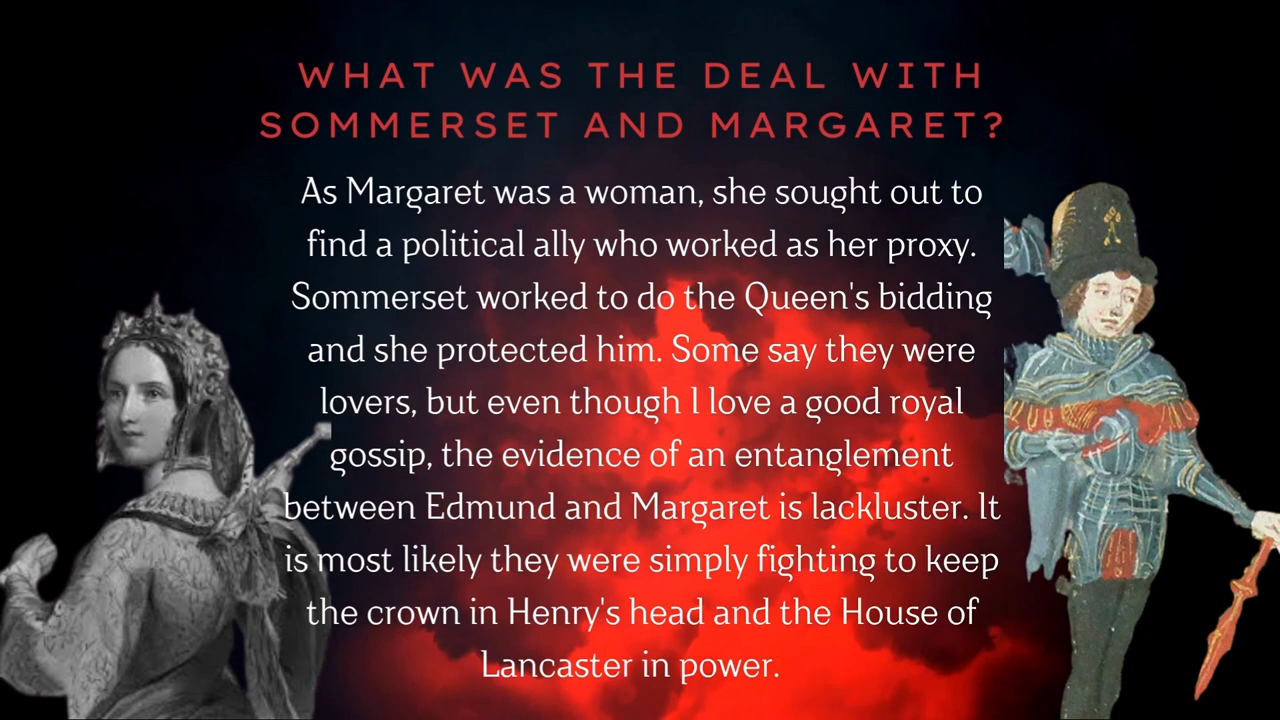 WHAT WAS THE DEAL WITH
SOMMERSET AND MARGARET?
As Margaret was a woman, she sought out to
find a political ally who worked as her proxy.
Sommerset worked to do the Queen's bidding
and she protected him. Some say they were
lovers, but even though I love a good royal
gossip, the evidence of an entanglement
between Edmund and Margaret is lackluster. It
is most likely they were simply fighting to keep
the crown in Henry's head and the House of
Lancaster in power.